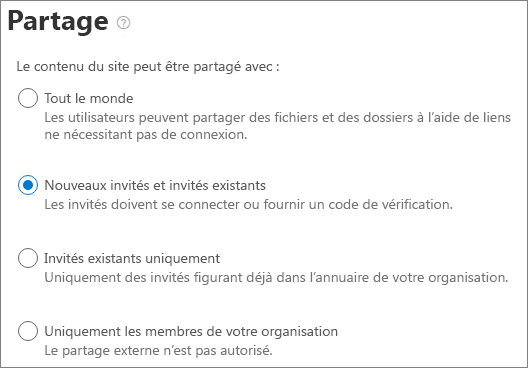 Partage
Le contenu du site peut être partagé avec :
Tout le monde
Les utilisateurs peuvent partager des fichiers et des dossiers à l’aide de liens
ne nécessitant pas de connexion.
Nouveaux invités et invités existants
Les invités doivent se connecter ou fournir un code de vérification.
Invités existants uniquement
Uniquement des invités figurant déjà dans l’annuaire de votre organisation.
Uniquement les membres de votre organisation
Le partage externe n’est pas autorisé.